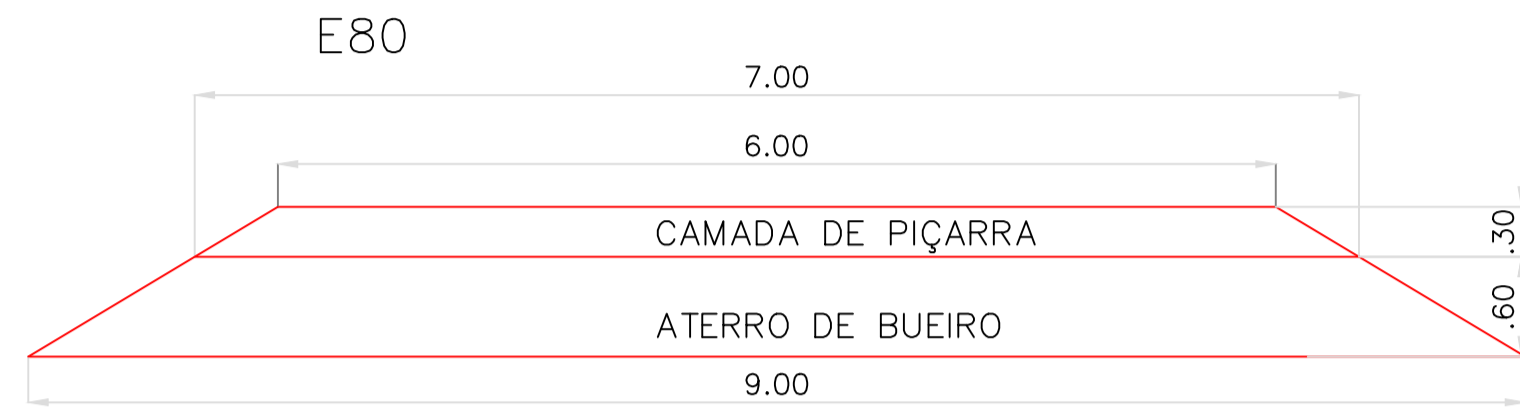 E80
7.00
6.00
CAMADA DE PIÇARRA
.30
ATERRO DE BUEIRO
.60
9.00